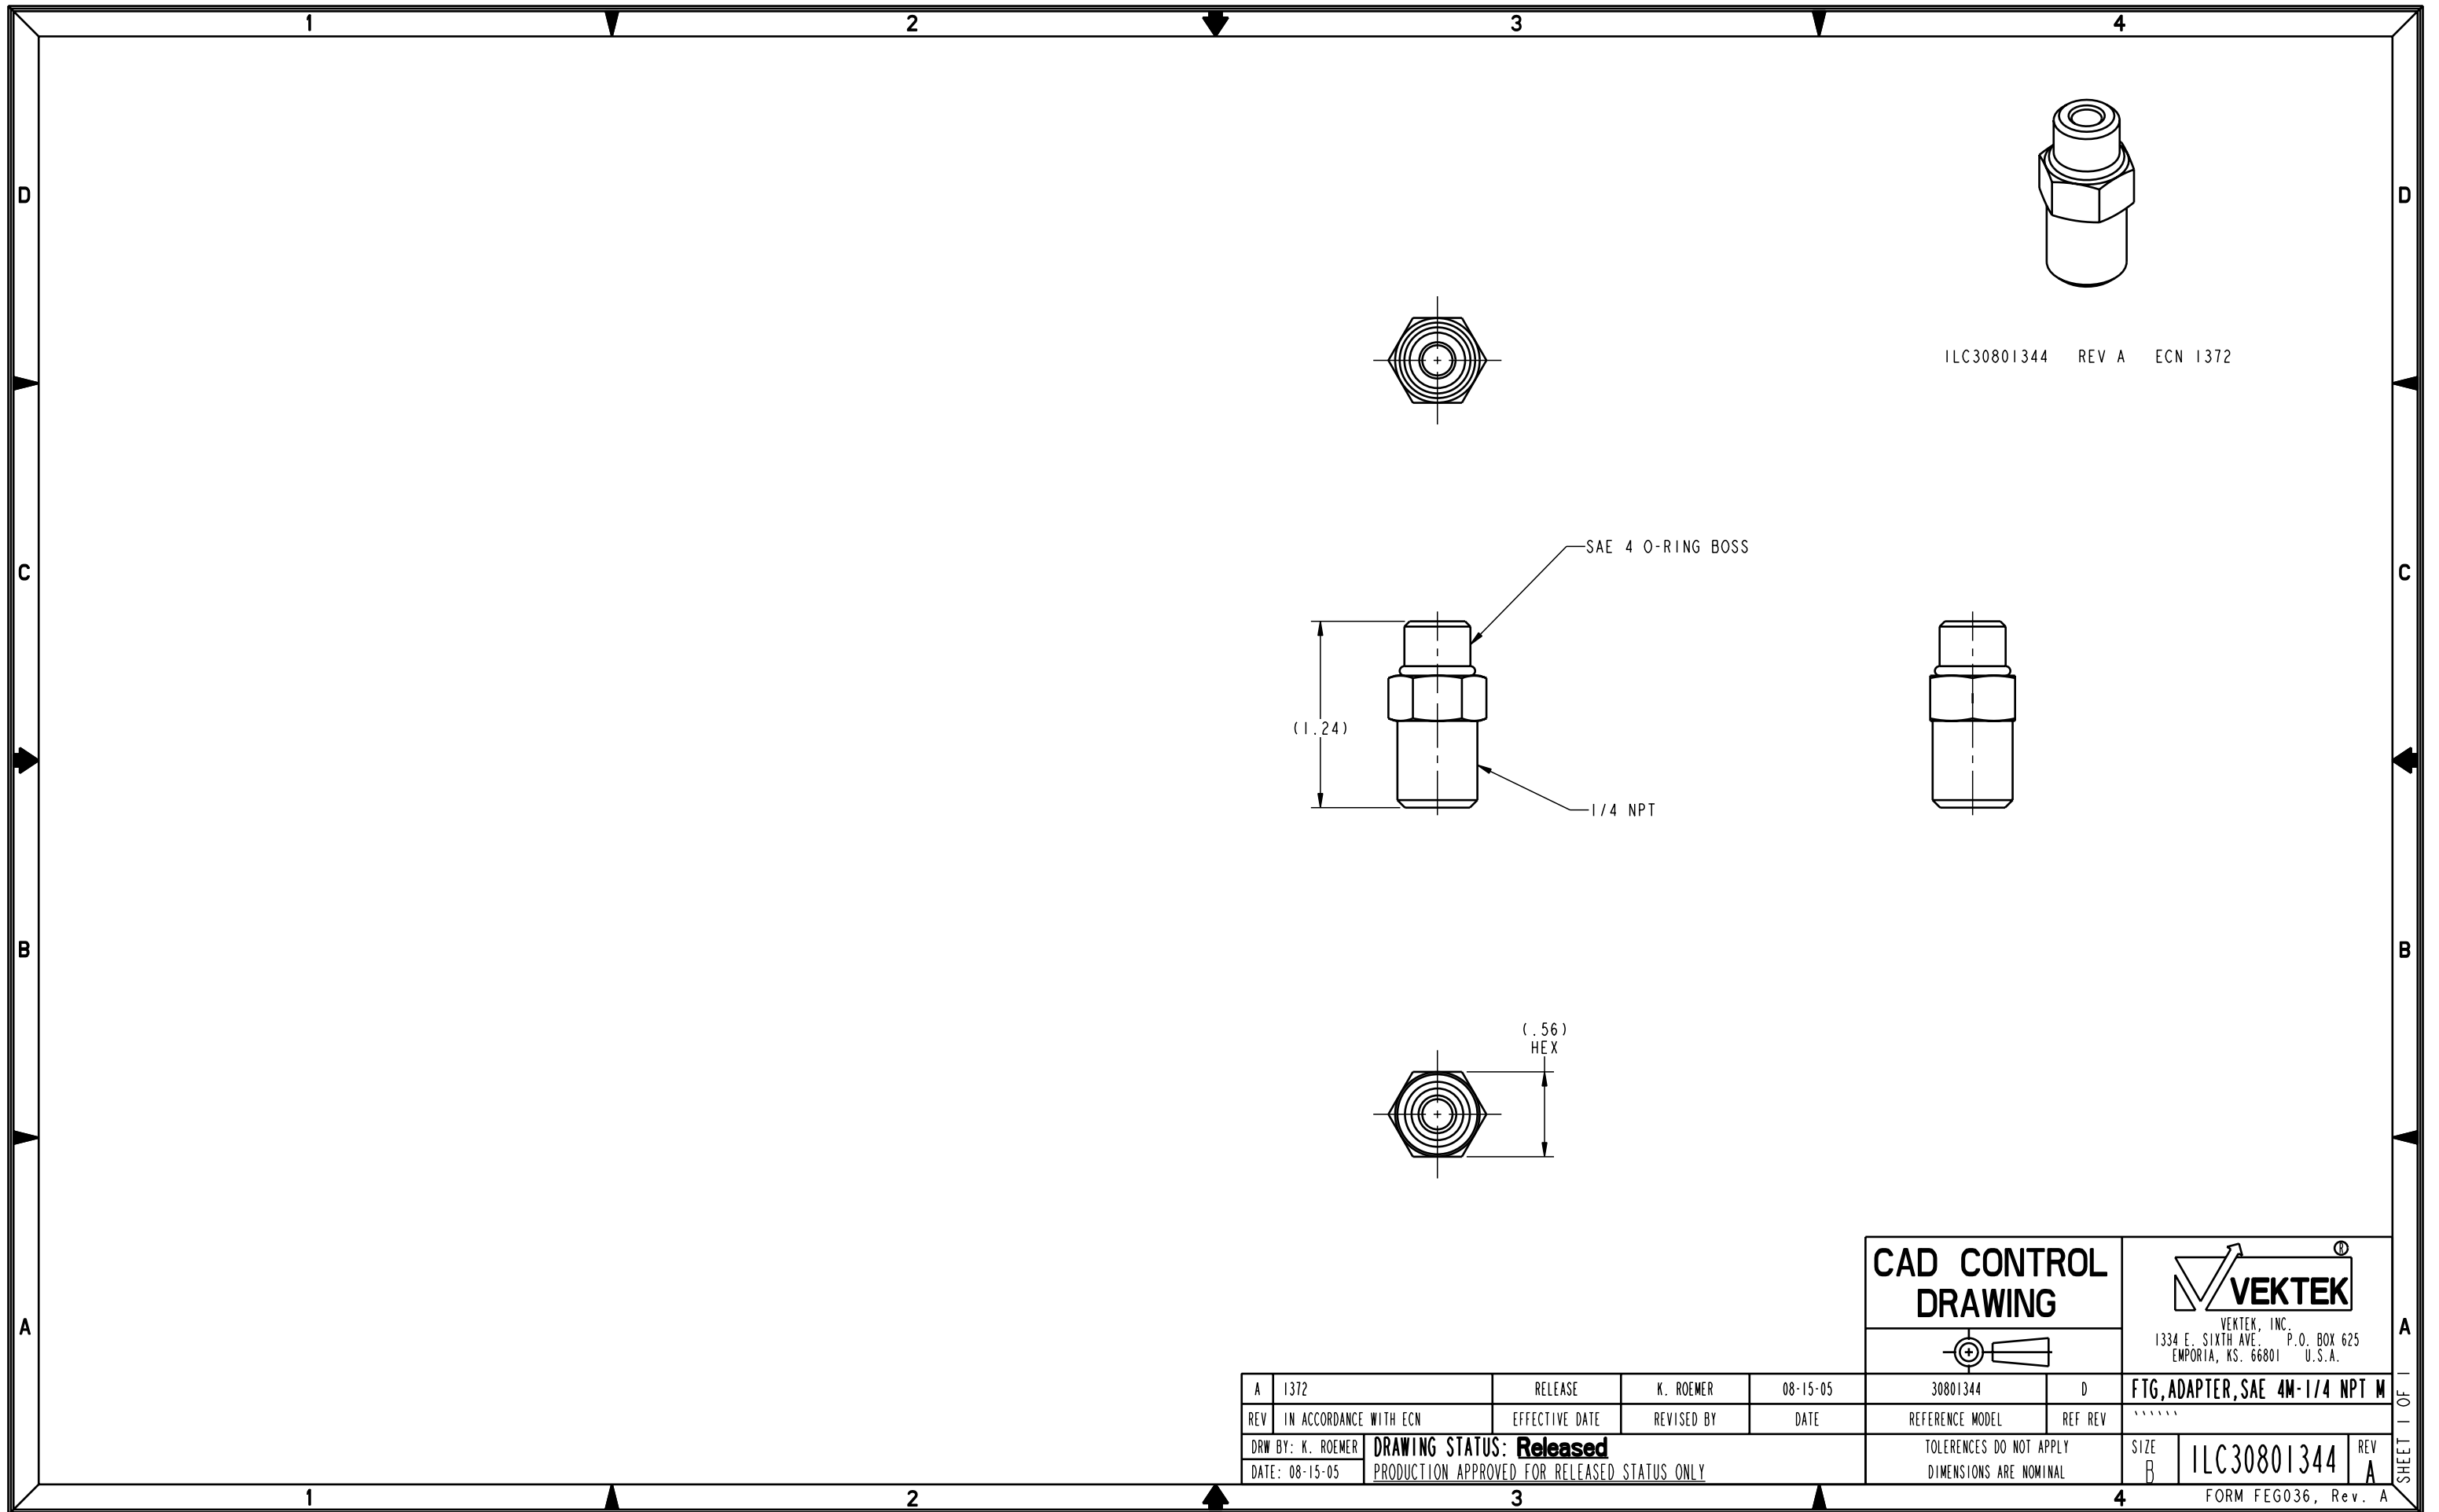 1 2 3 4
D D
ILC30801344 REV A ECN 1372
SAE 4 O-RING BOSS
C C
(1.24)
1/4 NPT
B B
(.56)
HEX
CAD CONTROL
DRAWING
®
VEKTEK
VEKTEK, INC.
1334 E. SIXTH AVE. P.O. BOX 625
EMPORIA, KS. 66801 U.S.A.
A A
A 1372 RELEASE K. ROEMER 08-15-05 30801344 D FTG,ADAPTER,SAE 4M-1/4 NPT M
REV IN ACCORDANCE WITH ECN EFFECTIVE DATE REVISED BY DATE REFERENCE MODEL REF REV ``````
DRW BY: K. ROEMER DRAWING STATUS: Released TOLERENCES DO NOT APPLY SIZE ILC30801344 REV
DATE: 08-15-05 PRODUCTION APPROVED FOR RELEASED STATUS ONLY DIMENSIONS ARE NOMINAL B A
SHEET 1 OF 1
FORM FEG036, Rev. A
1 2 3 4